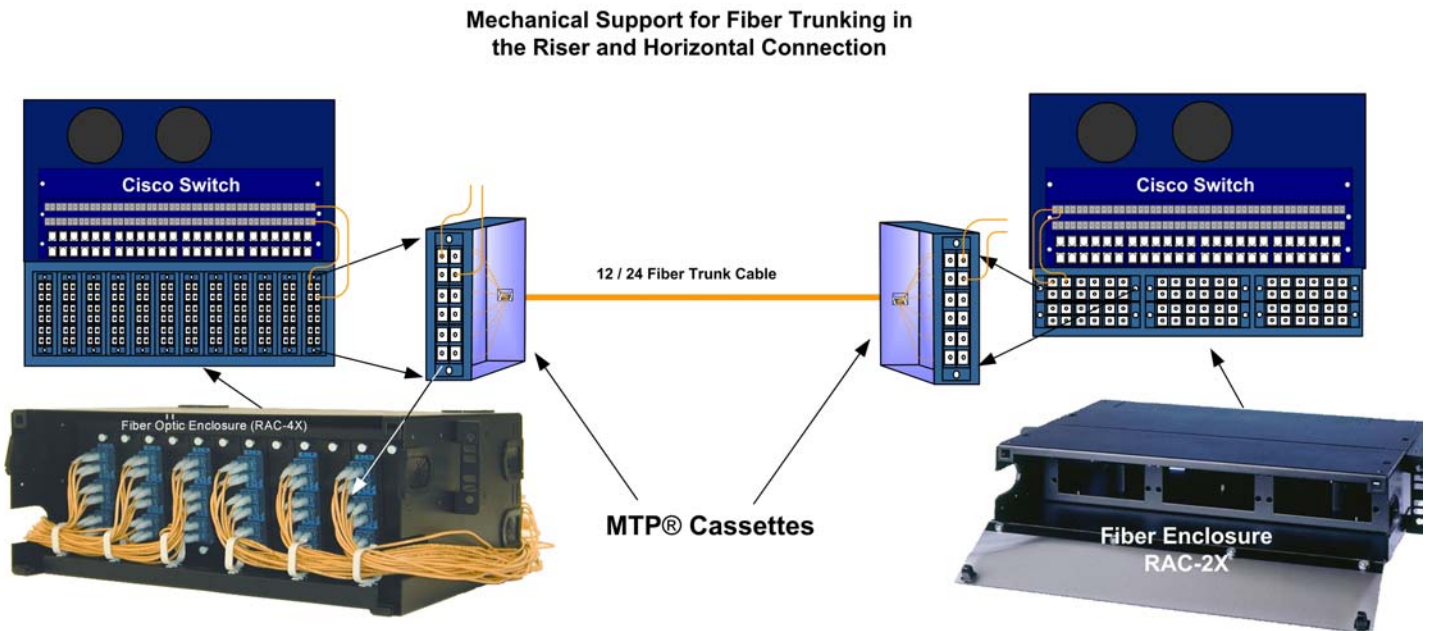 Mechanical Support for Fiber Trunking in
the Riser and Horizontal Connection
Cisco Switch
Cisco Switch
12 / 24 Fiber Trunk Cable
Fiber Optic Enclosure (RAC-4X)
MTP® Cassettes
Fiber Enclosure
RAC-2X